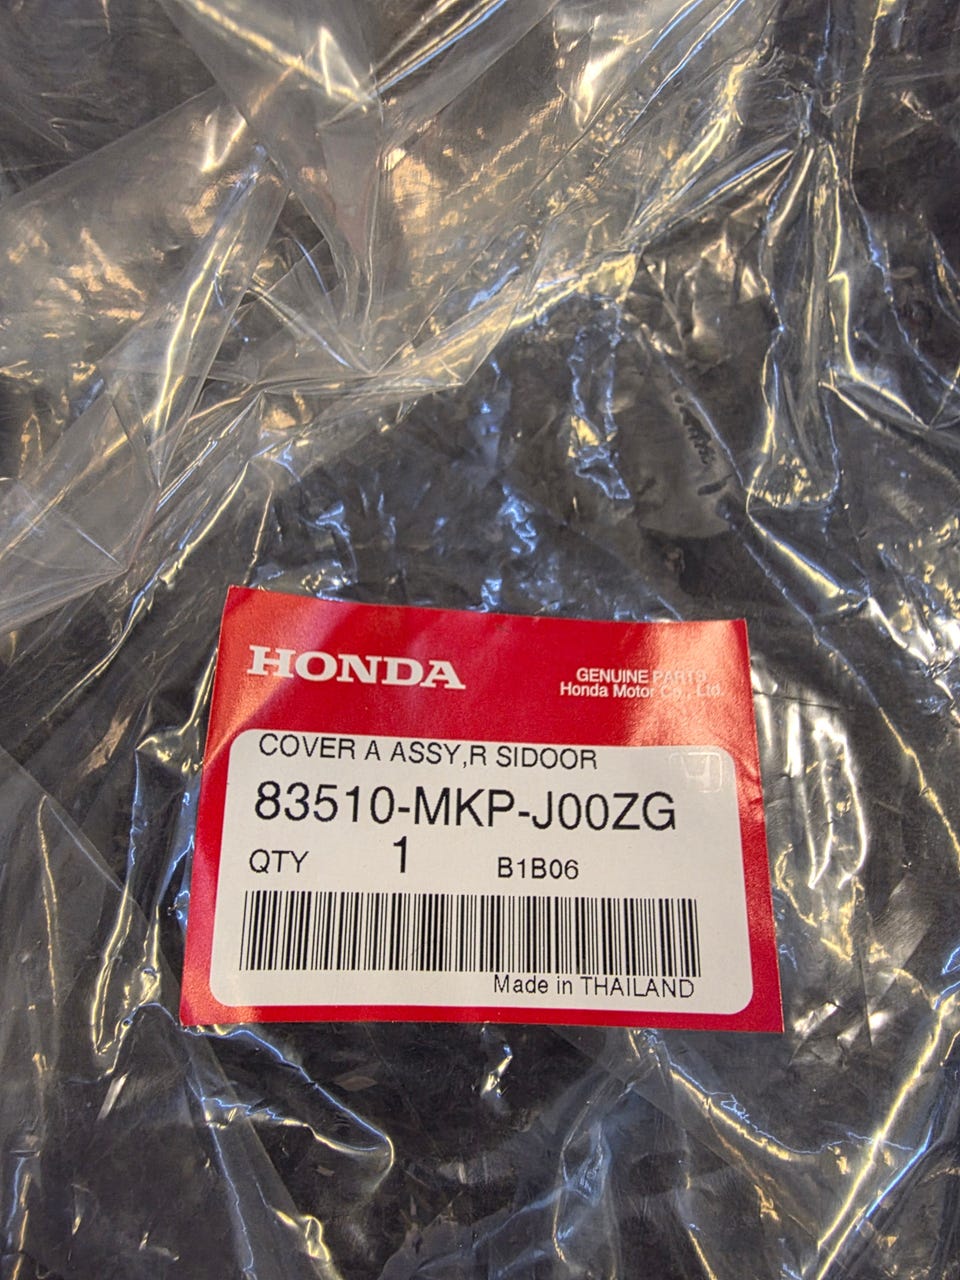 HONDA
GENUINE PARTS
Honda Motor Co., Ltd.
COVER A ASSY,R SIDOOR
83510-MKP-J00ZG
QTY 1 B1B06
Made in THAILAND